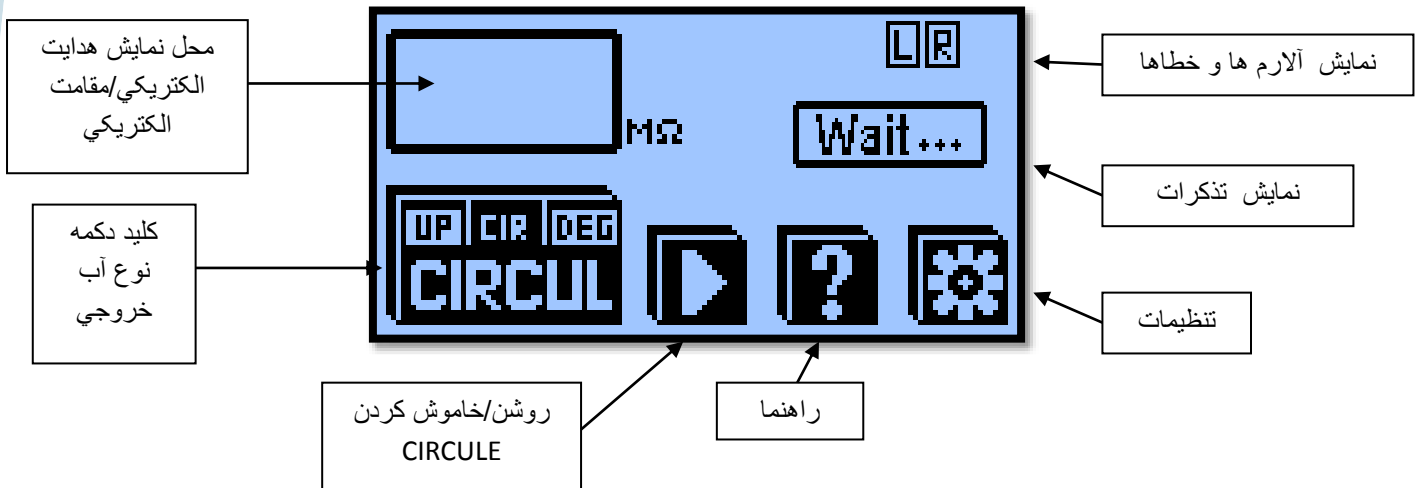 محل نمايش هدايت
الكتريكي/مقامت
الكتريكي
L R
نمايش آلارم ها و خطاها
MΩ
Wait...
نمايش تذكرات
كليد دكمه
نوع آب
خروجي
UP CIR DEG
CIRCUL
?
تنظيمات
روشن/خاموش كردن
CIRCULE
راهنما